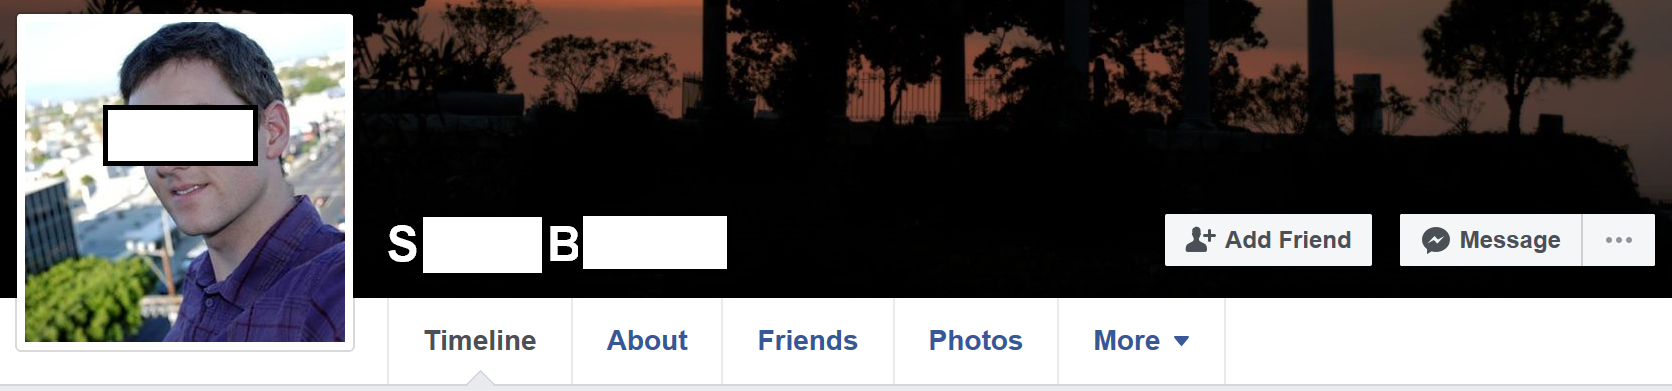 S B
Add Friend
Message
Timeline
About
Friends
Photos
More